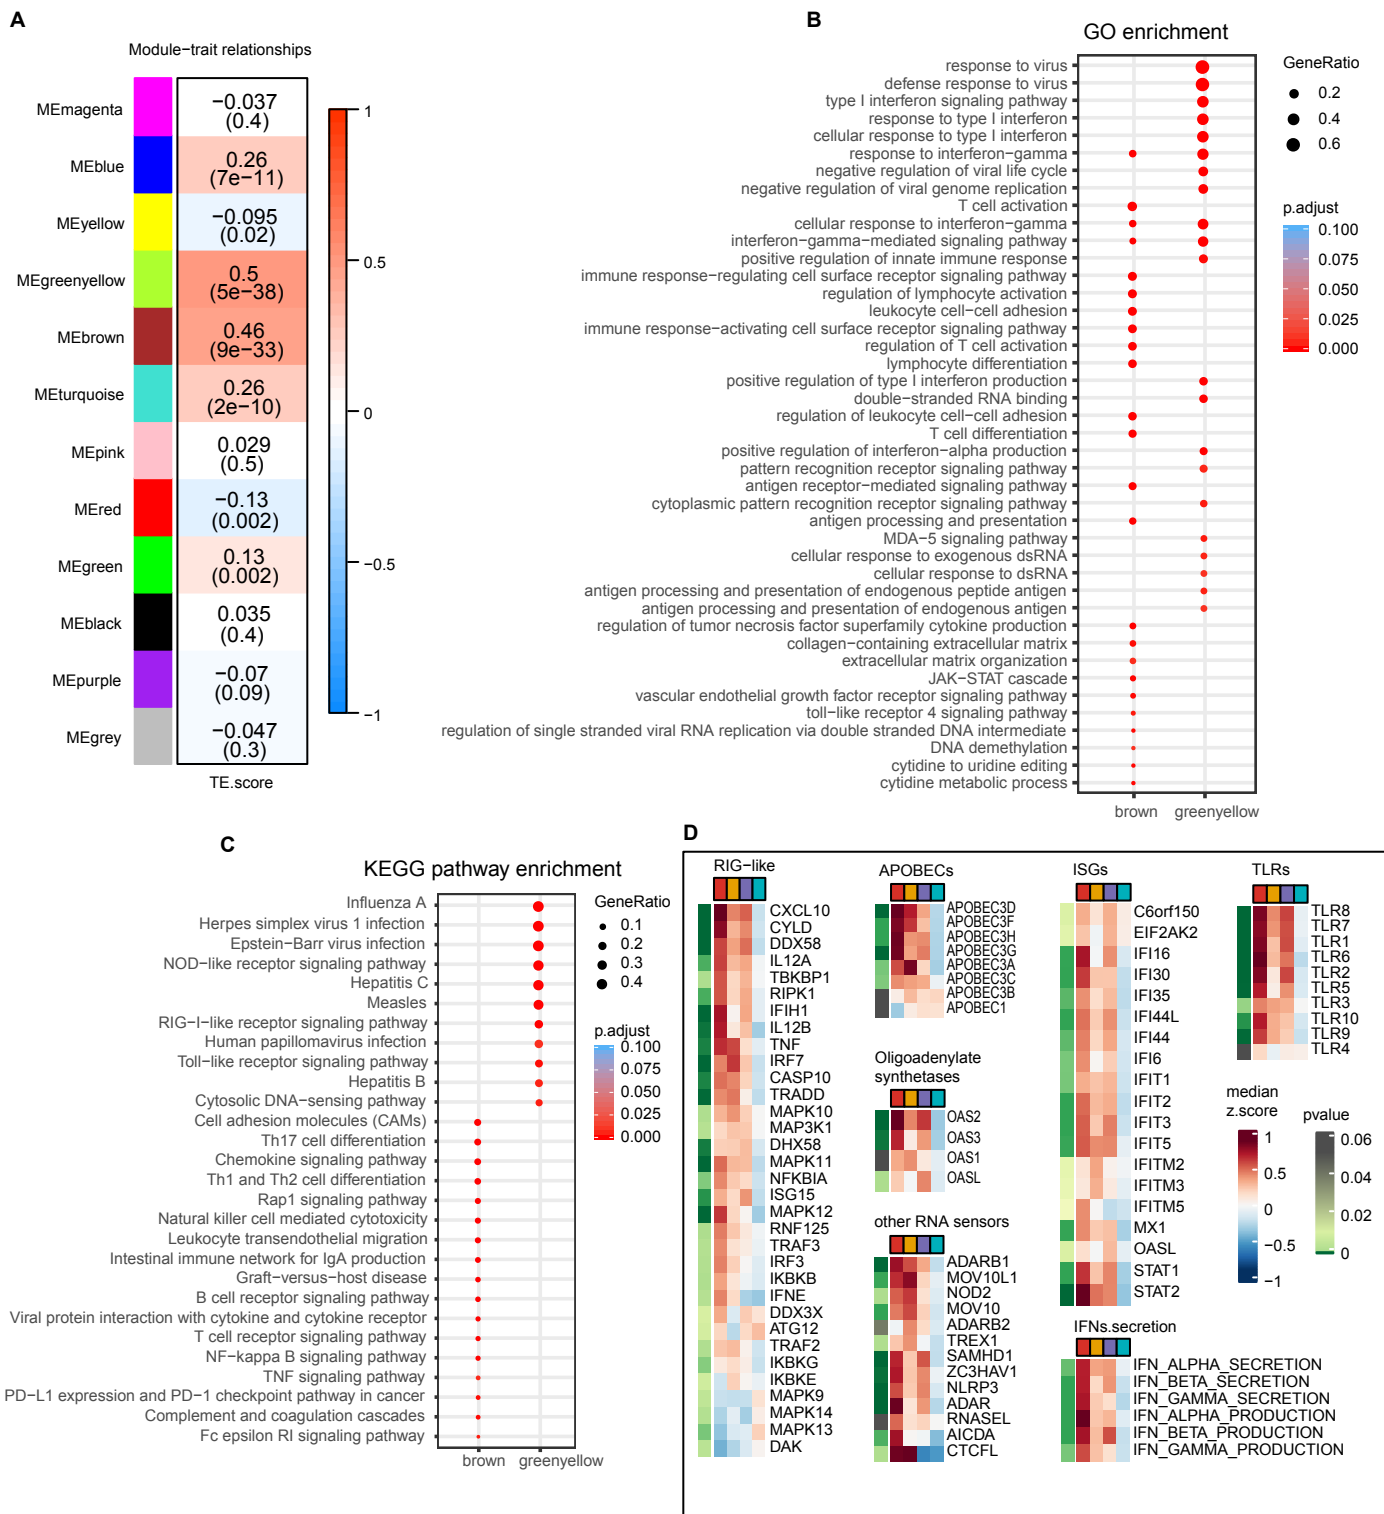 A
Module−trait relationships
MEmagenta
−0.037
(0.4)
MEblue
0.26
(7e−11)
MEyellow
−0.095
(0.02)
MEgreenyellow
0.5
(5e−38)
MEbrown
0.46
(9e−33)
MEturquoise
0.26
(2e−10)
MEpink
0.029
(0.5)
MEred
−0.13
(0.002)
MEgreen
0.13
(0.002)
MEblack
0.035
(0.4)
MEpurple
−0.07
(0.09)
MEgrey
−0.047
(0.3)
TE.score
1
0.5
0
−0.5
−1
B
GO enrichment
response to virus
defense response to virus
type I interferon signaling pathway
response to type I interferon
cellular response to type I interferon
response to interferon−gamma
negative regulation of viral life cycle
negative regulation of viral genome replication
T cell activation
cellular response to interferon−gamma
interferon−gamma−mediated signaling pathway
positive regulation of innate immune response
immune response−regulating cell surface receptor signaling pathway
regulation of lymphocyte activation
leukocyte cell−cell adhesion
immune response−activating cell surface receptor signaling pathway
regulation of T cell activation
lymphocyte differentiation
positive regulation of type I interferon production
double−stranded RNA binding
regulation of leukocyte cell−cell adhesion
T cell differentiation
positive regulation of interferon−alpha production
pattern recognition receptor signaling pathway
antigen receptor−mediated signaling pathway
cytoplasmic pattern recognition receptor signaling pathway
antigen processing and presentation
MDA−5 signaling pathway
cellular response to exogenous dsRNA
cellular response to dsRNA
antigen processing and presentation of endogenous peptide antigen
antigen processing and presentation of endogenous antigen
regulation of tumor necrosis factor superfamily cytokine production
collagen−containing extracellular matrix
extracellular matrix organization
JAK−STAT cascade
vascular endothelial growth factor receptor signaling pathway
toll−like receptor 4 signaling pathway
regulation of single stranded viral RNA replication via double stranded DNA intermediate
DNA demethylation
cytidine to uridine editing
cytidine metabolic process
brown greenyellow
GeneRatio
0.2
0.4
0.6
p.adjust
0.100
0.075
0.050
0.025
0.000
C
KEGG pathway enrichment
Influenza A
Herpes simplex virus 1 infection
Epstein−Barr virus infection
NOD−like receptor signaling pathway
Hepatitis C
Measles
RIG−I−like receptor signaling pathway
Human papillomavirus infection
Toll−like receptor signaling pathway
Hepatitis B
Cytosolic DNA−sensing pathway
Cell adhesion molecules (CAMs)
Th17 cell differentiation
Chemokine signaling pathway
Th1 and Th2 cell differentiation
Rap1 signaling pathway
Natural killer cell mediated cytotoxicity
Leukocyte transendothelial migration
Intestinal immune network for IgA production
Graft−versus−host disease
B cell receptor signaling pathway
Viral protein interaction with cytokine and cytokine receptor
T cell receptor signaling pathway
NF−kappa B signaling pathway
TNF signaling pathway
PD−L1 expression and PD−1 checkpoint pathway in cancer
Complement and coagulation cascades
Fc epsilon RI signaling pathway
brown greenyellow
GeneRatio
0.1
0.2
0.3
0.4
p.adjust
0.100
0.075
0.050
0.025
0.000
D
RIG−like
CXCL10
CYLD
DDX58
IL12A
TBKBP1
RIPK1
IFIH1
IL12B
TNF
IRF7
CASP10
TRADD
MAPK10
MAP3K1
DHX58
MAPK11
NFKBIA
ISG15
MAPK12
RNF125
TRAF3
IRF3
IKBKB
IFNE
DDX3X
ATG12
TRAF2
IKBKG
IKBKE
MAPK9
MAPK14
MAPK13
DAK
APOBECs
APOBEC3D
APOBEC3F
APOBEC3H
APOBEC3G
APOBEC3A
APOBEC3C
APOBEC3B
APOBEC1
Oligoadenylate
synthetases
OAS2
OAS3
OAS1
OASL
other RNA sensors
ADARB1
MOV10L1
NOD2
MOV10
ADARB2
TREX1
SAMHD1
ZC3HAV1
NLRP3
ADAR
RNASEL
AICDA
CTCFL
ISGs
C6orf150
EIF2AK2
IFI16
IFI30
IFI35
IFI44L
IFI44
IFI6
IFIT1
IFIT2
IFIT3
IFIT5
IFITM2
IFITM3
IFITM5
MX1
OASL
STAT1
STAT2
IFNs.secretion
IFN_ALPHA_SECRETION
IFN_BETA_SECRETION
IFN_GAMMA_SECRETION
IFN_ALPHA_PRODUCTION
IFN_BETA_PRODUCTION
IFN_GAMMA_PRODUCTION
TLRs
TLR8
TLR7
TLR1
TLR6
TLR2
TLR5
TLR3
TLR10
TLR9
TLR4
median
z.score
1
0.5
0
−0.5
−1
pvalue
0.06
0.04
0.02
0